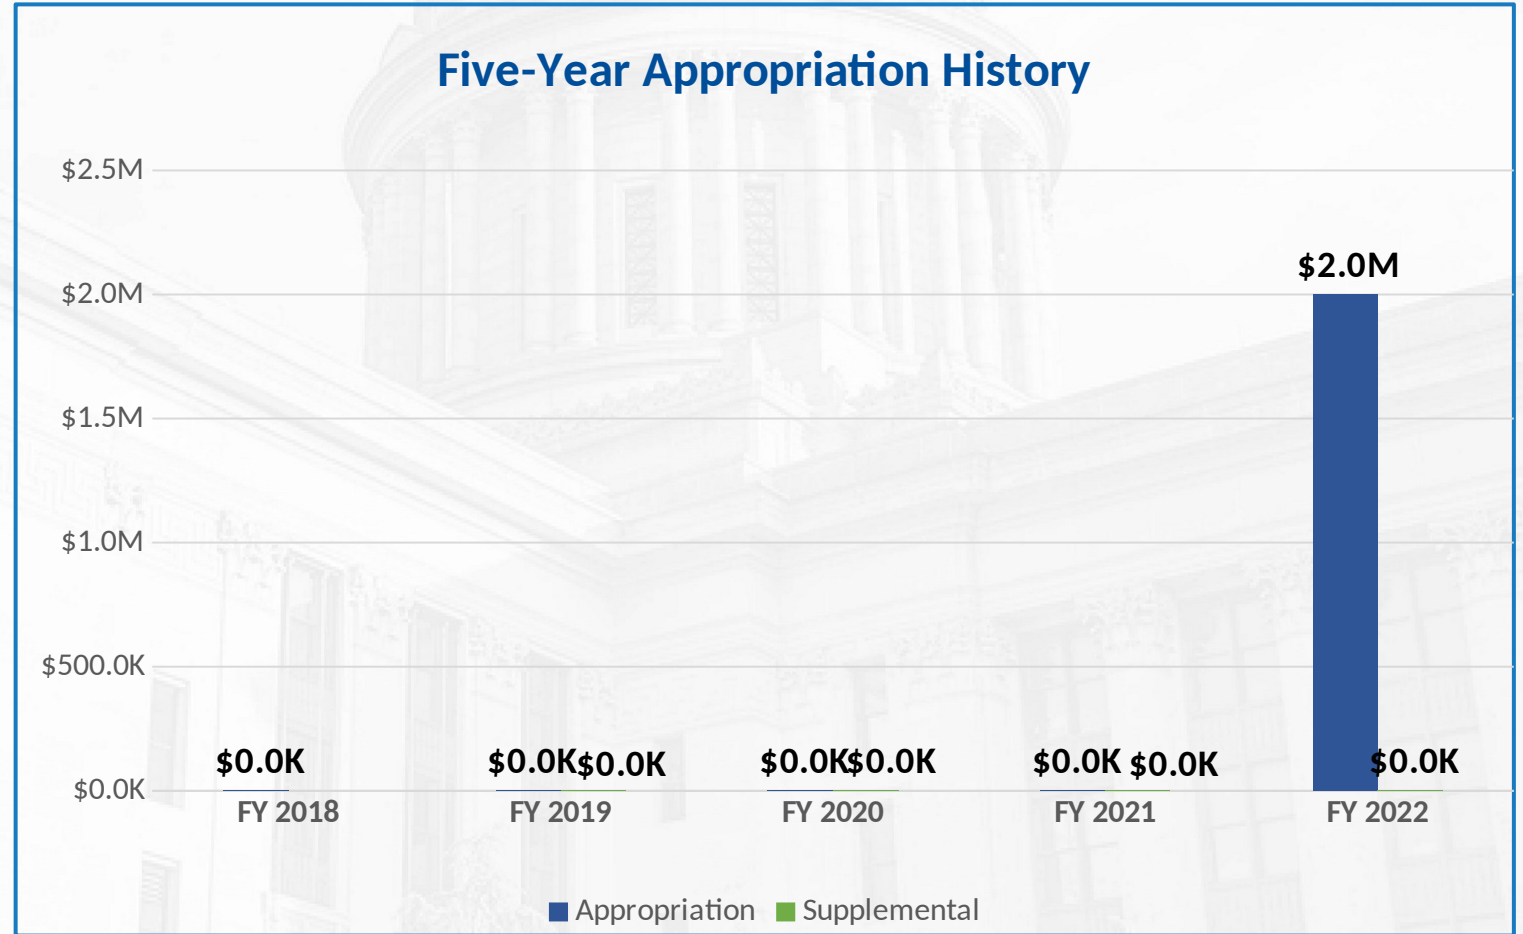 Five-Year Appropriation History
$2.5M
$2.0M
$2.0M
$1.5M
$1.0M
$500.0K
$0.0K $0.0K $0.0K $0.0K $0.0K $0.0K $0.0K $0.0K
$0.0K
FY 2018 FY 2019 FY 2020 FY 2021 FY 2022
Appropriation Supplemental